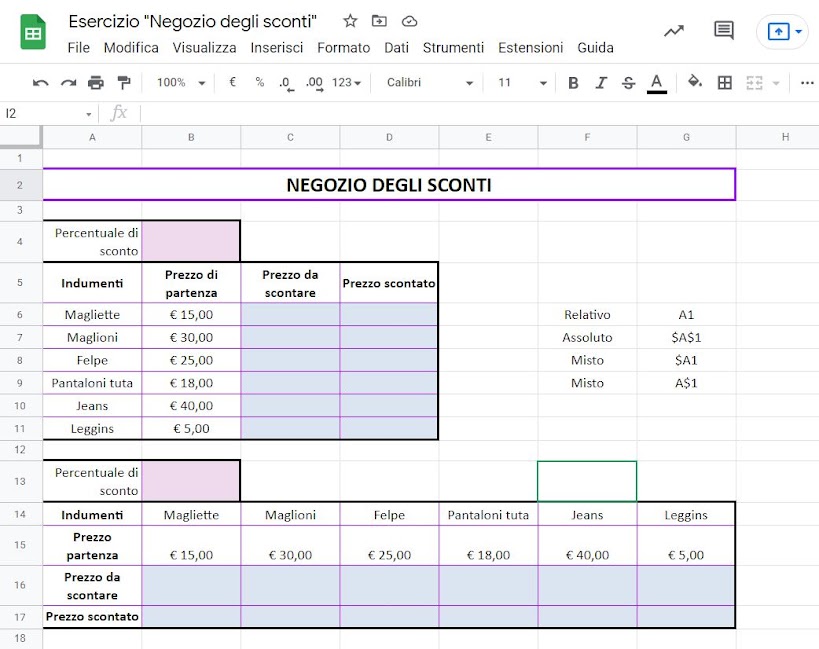 Esercizio "Negozio degli sconti"
File Modifica Visualizza Inserisci Formato Dati Strumenti Estensioni Guida
100% € % .0 .00 123 Calibri 11 B I S A
I2 fx
A B C D E F G H
1
2 NEGOZIO DEGLI SCONTI
3
4 Percentuale di
sconto
5 Indumenti Prezzo di
partenza Prezzo da
scontare Prezzo scontato
6 Magliette € 15,00 Relativo A1
7 Maglioni € 30,00 Assoluto $A$1
8 Felpe € 25,00 Misto $A1
9 Pantaloni tuta € 18,00 Misto A$1
10 Jeans € 40,00
11 Leggins € 5,00
12
13 Percentuale di
sconto
14 Indumenti Magliette Maglioni Felpe Pantaloni tuta Jeans Leggins
15 Prezzo
partenza € 15,00 € 30,00 € 25,00 € 18,00 € 40,00 € 5,00
16 Prezzo da
scontare
17 Prezzo scontato
18